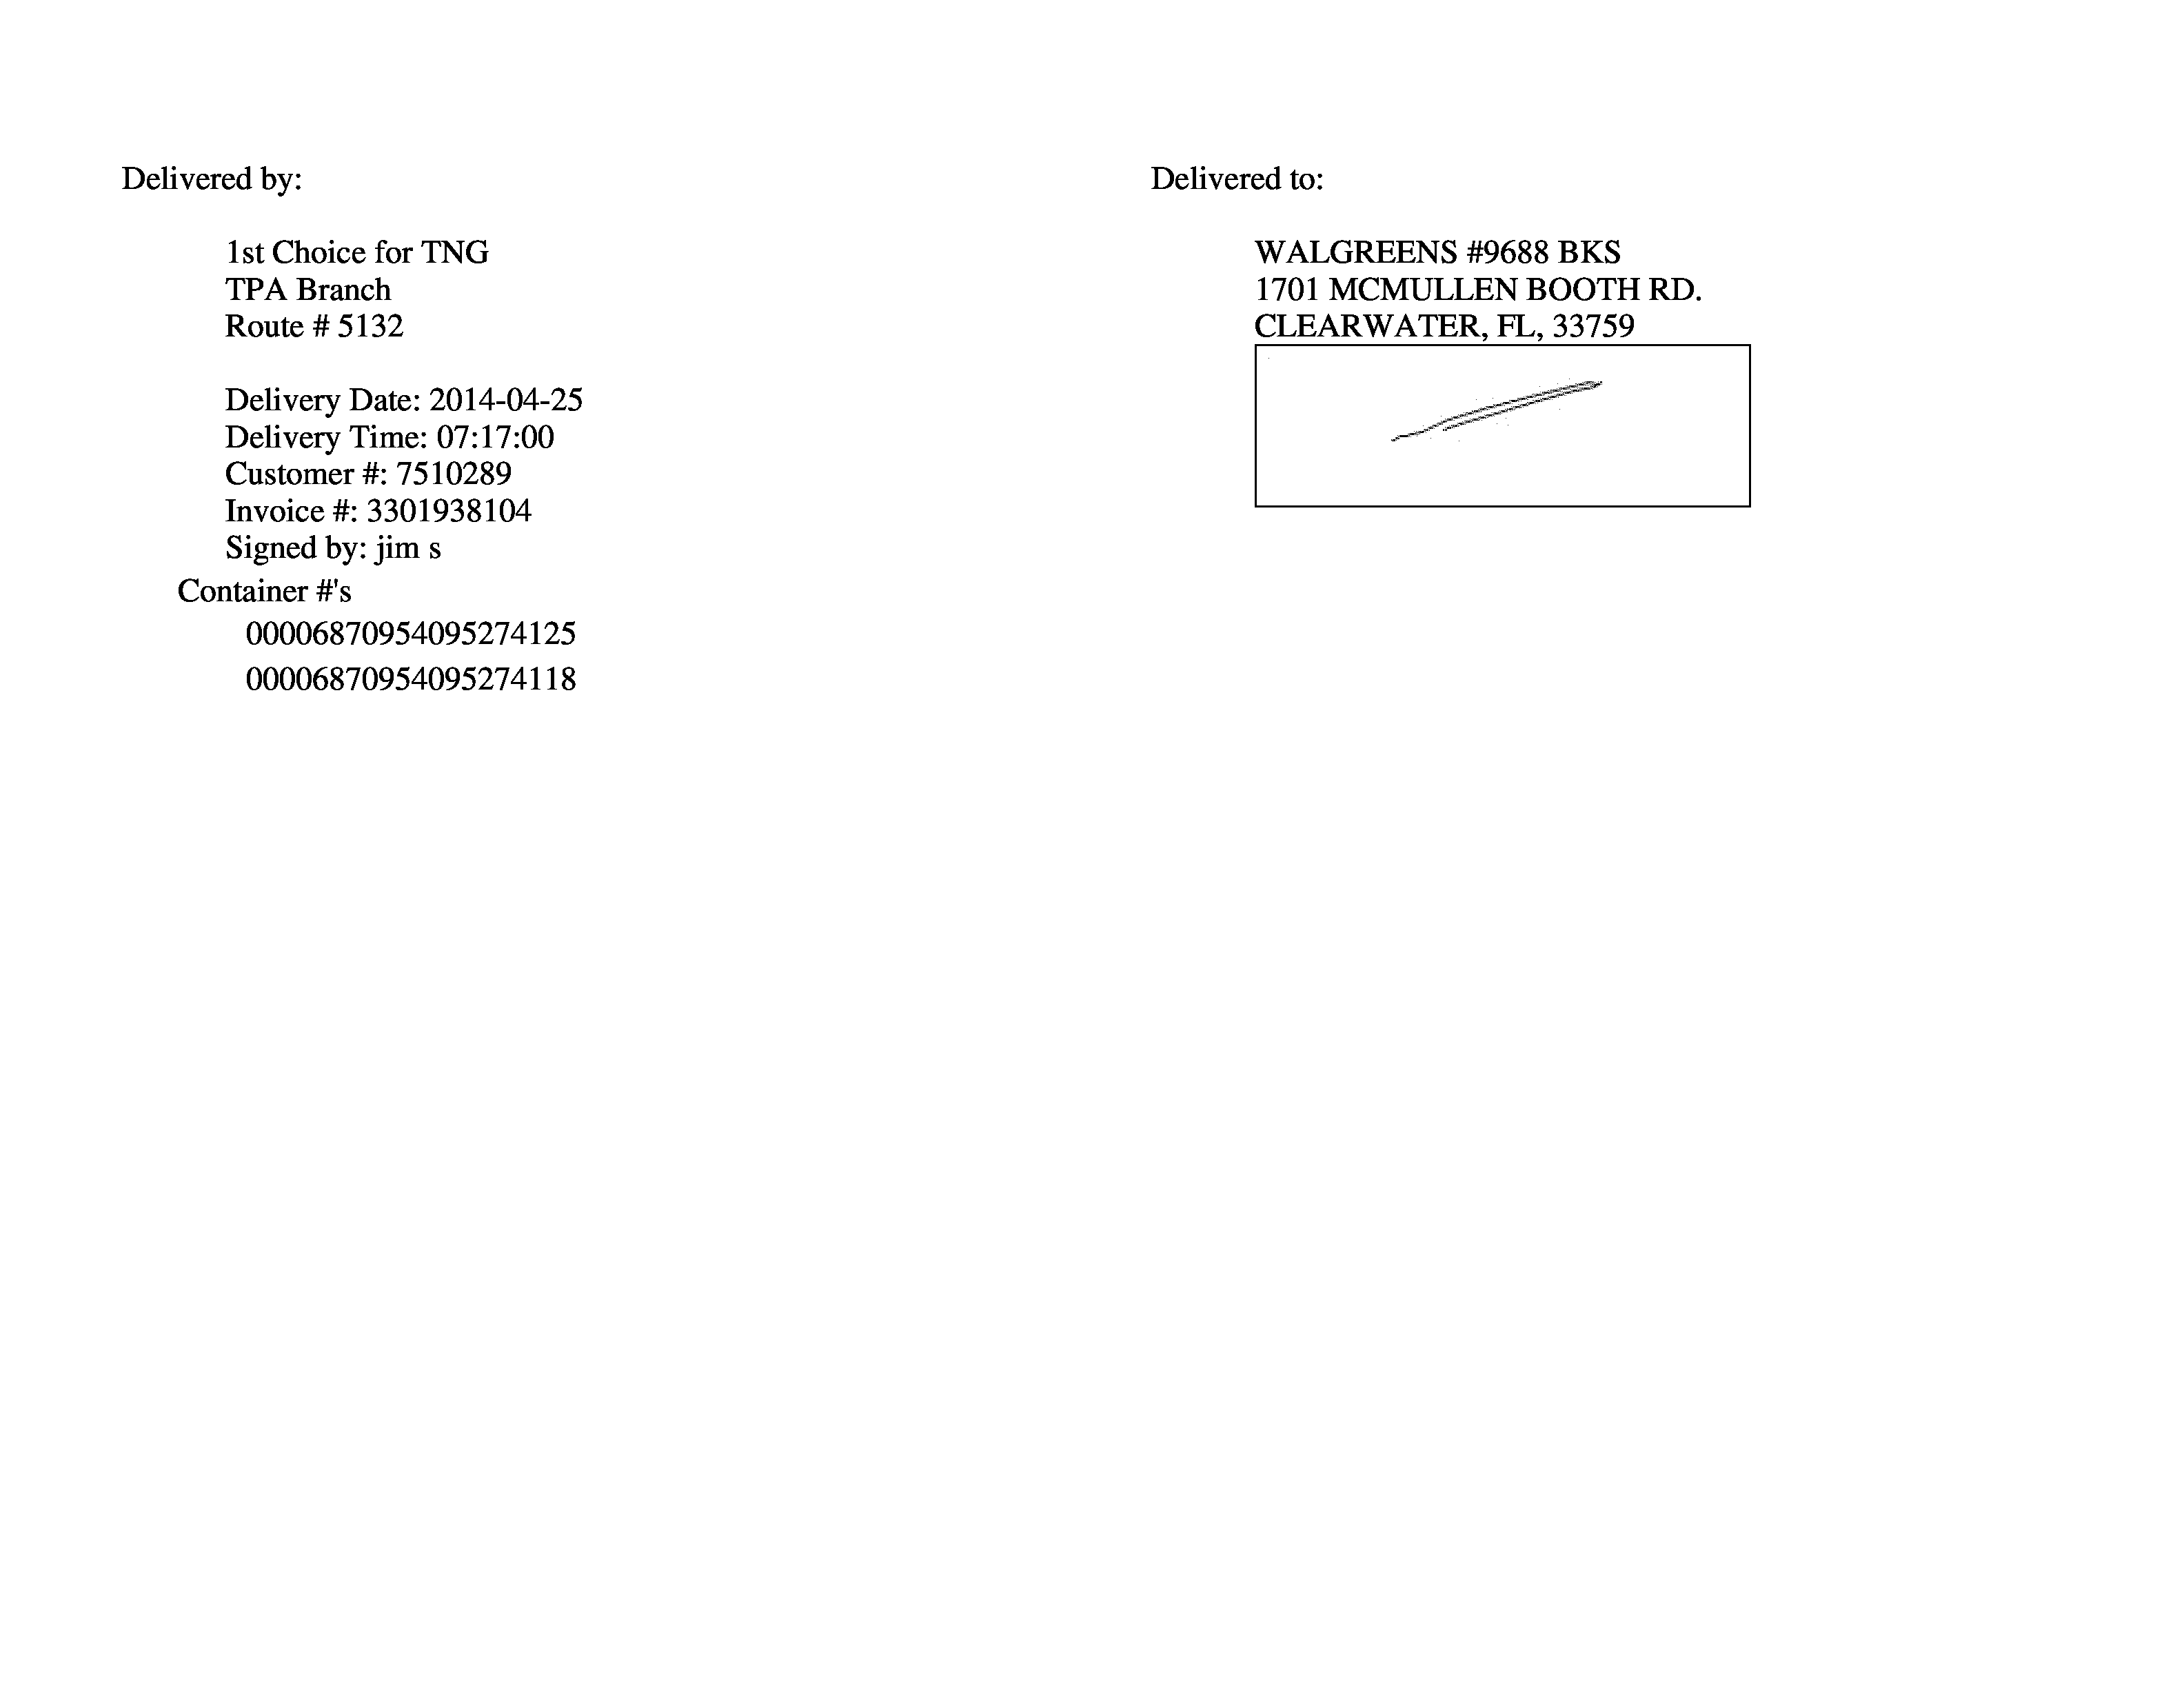 Delivered by:
1st Choice for TNG
TPA Branch
Route # 5132
Delivery Date: 2014-04-25
Delivery Time: 07:17:00
Customer #: 7510289
Invoice #: 3301938104
Signed by: jim s
Container #'s
00006870954095274125
00006870954095274118
Delivered to:
WALGREENS #9688 BKS
1701 MCMULLEN BOOTH RD.
CLEARWATER, FL, 33759